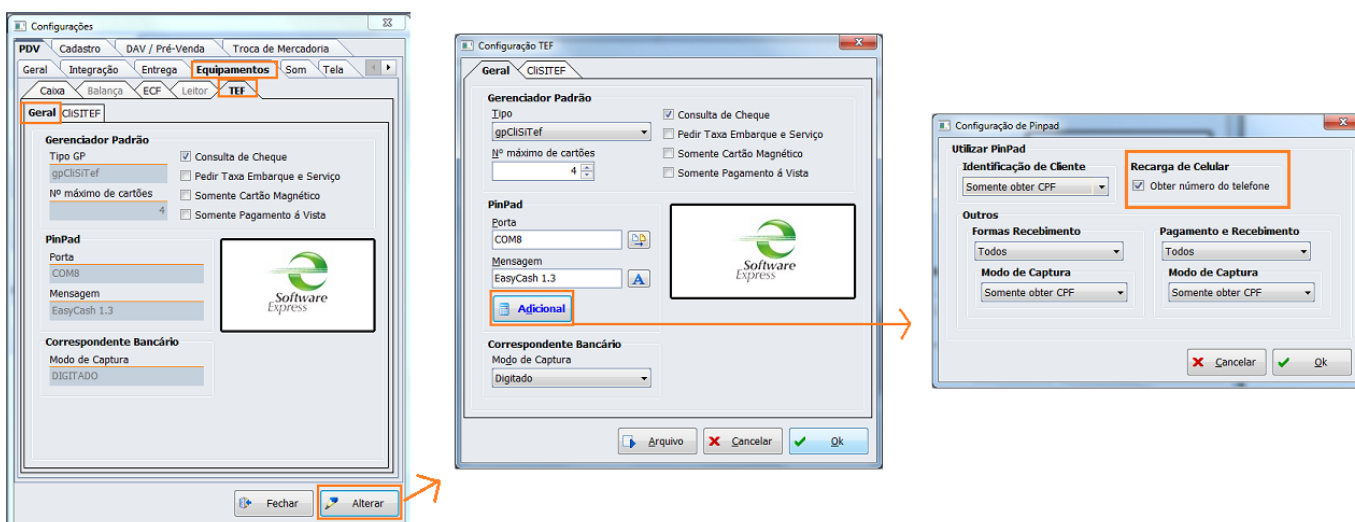 Configurações
PDV Cadastro DAV / Pré-Venda Troca de Mercadoria
Geral Integração Entrega Equipamentos Som Tela
Caixa Balança ECF Leitor TEF
Geral CliSITEF
Gerenciador Padrão
Tipo GP
gpCliSiTef
Nº máximo de cartões
4
Consulta de Cheque
Pedir Taxa Embarque e Serviço
Somente Cartão Magnético
Somente Pagamento á Vista
PinPad
Porta
COM8
Mensagem
EasyCash 1.3
Software
Express
Correspondente Bancário
Modo de Captura
DIGITADO
Fechar Alterar
Configuração TEF
Geral CliSITEF
Gerenciador Padrão
Tipo
gpCliSiTef
Nº máximo de cartões
4
Consulta de Cheque
Pedir Taxa Embarque e Serviço
Somente Cartão Magnético
Somente Pagamento á Vista
PinPad
Porta
COM8
Mensagem
EasyCash 1.3
A
Adicional
Software
Express
Correspondente Bancário
Modo de Captura
Digitado
Arquivo Cancelar Ok
Configuração de Pinpad
Utilizar PinPad
Identificação de Cliente
Somente obter CPF
Recarga de Celular
Obter número do telefone
Outros
Formas Recebimento
Todos
Modo de Captura
Somente obter CPF
Pagamento e Recebimento
Todos
Modo de Captura
Somente obter CPF
Cancelar Ok